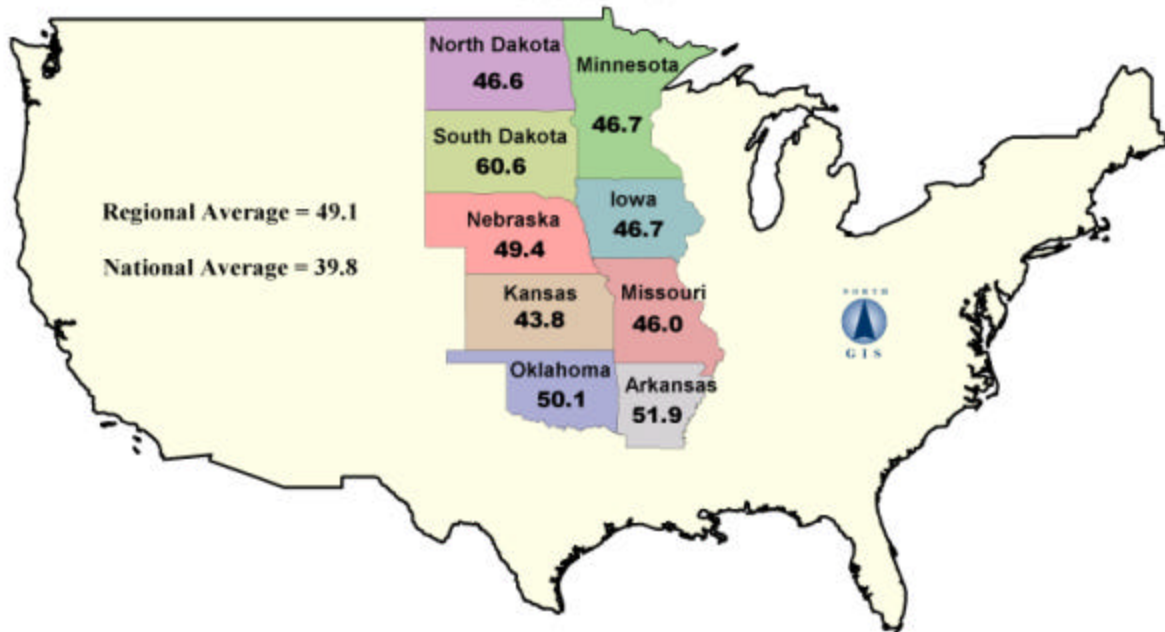 North Dakota
46.6
Minnesota
46.7
South Dakota
60.6
Regional Average = 49.1
National Average = 39.8
Nebraska
49.4
Iowa
46.7
Kansas
43.8
Missouri
46.0
Oklahoma
50.1
Arkansas
51.9
NORTH
GIS